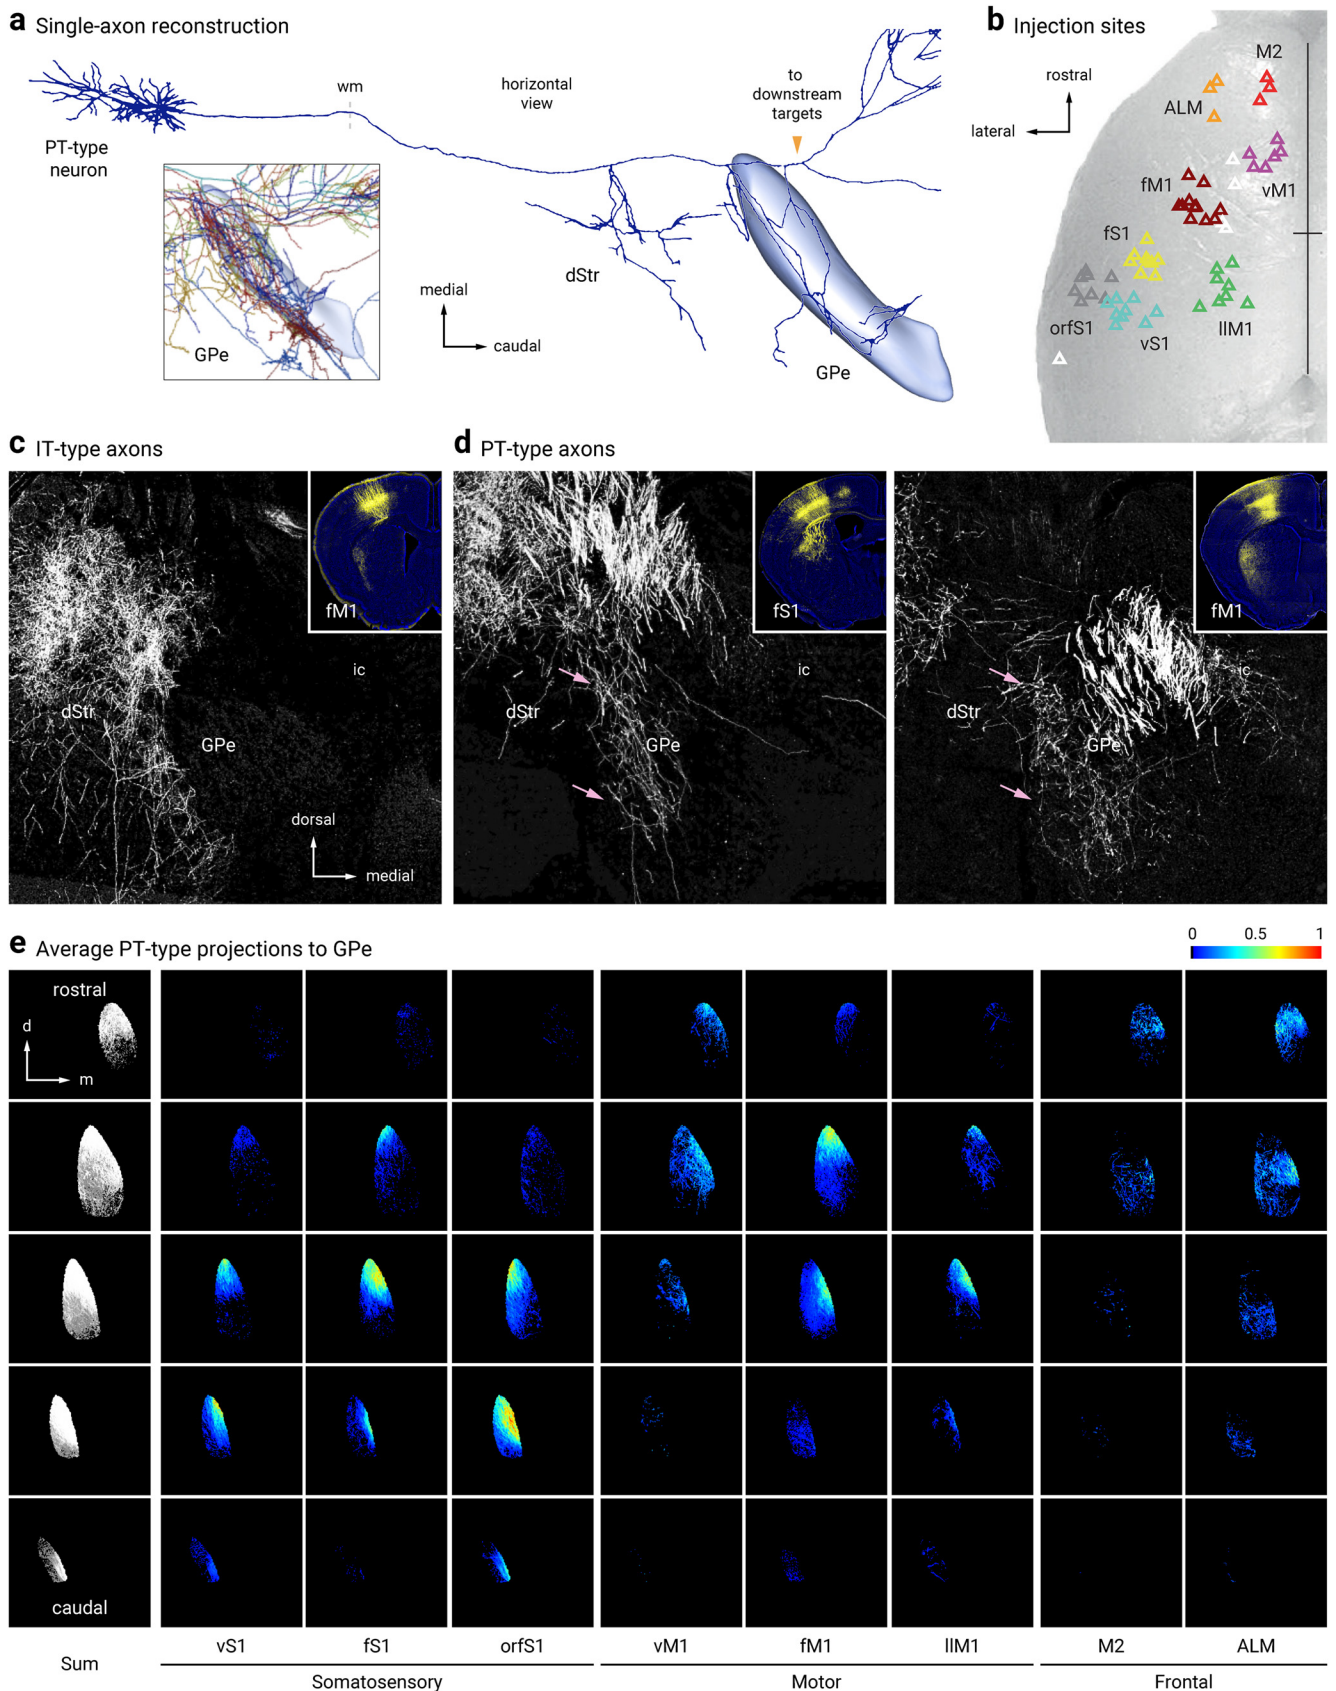 a Single-axon reconstruction
PT-type
neuron
wm
horizontal
view
to
downstream
targets
dStr
medial
caudal
GPe
GPe
b Injection sites
rostral
lateral
M2
ALM
vM1
fM1
fS1
orfS1
vS1
llM1
c IT-type axons
fM1
ic
dStr
GPe
dorsal
medial
d PT-type axons
fS1
ic
dStr
GPe
fM1
ic
dStr
GPe
e Average PT-type projections to GPe
0 0.5 1
rostral
d
m
caudal
Sum
vS1 fS1 orfS1 vM1 fM1 llM1 M2 ALM
Somatosensory Motor Frontal